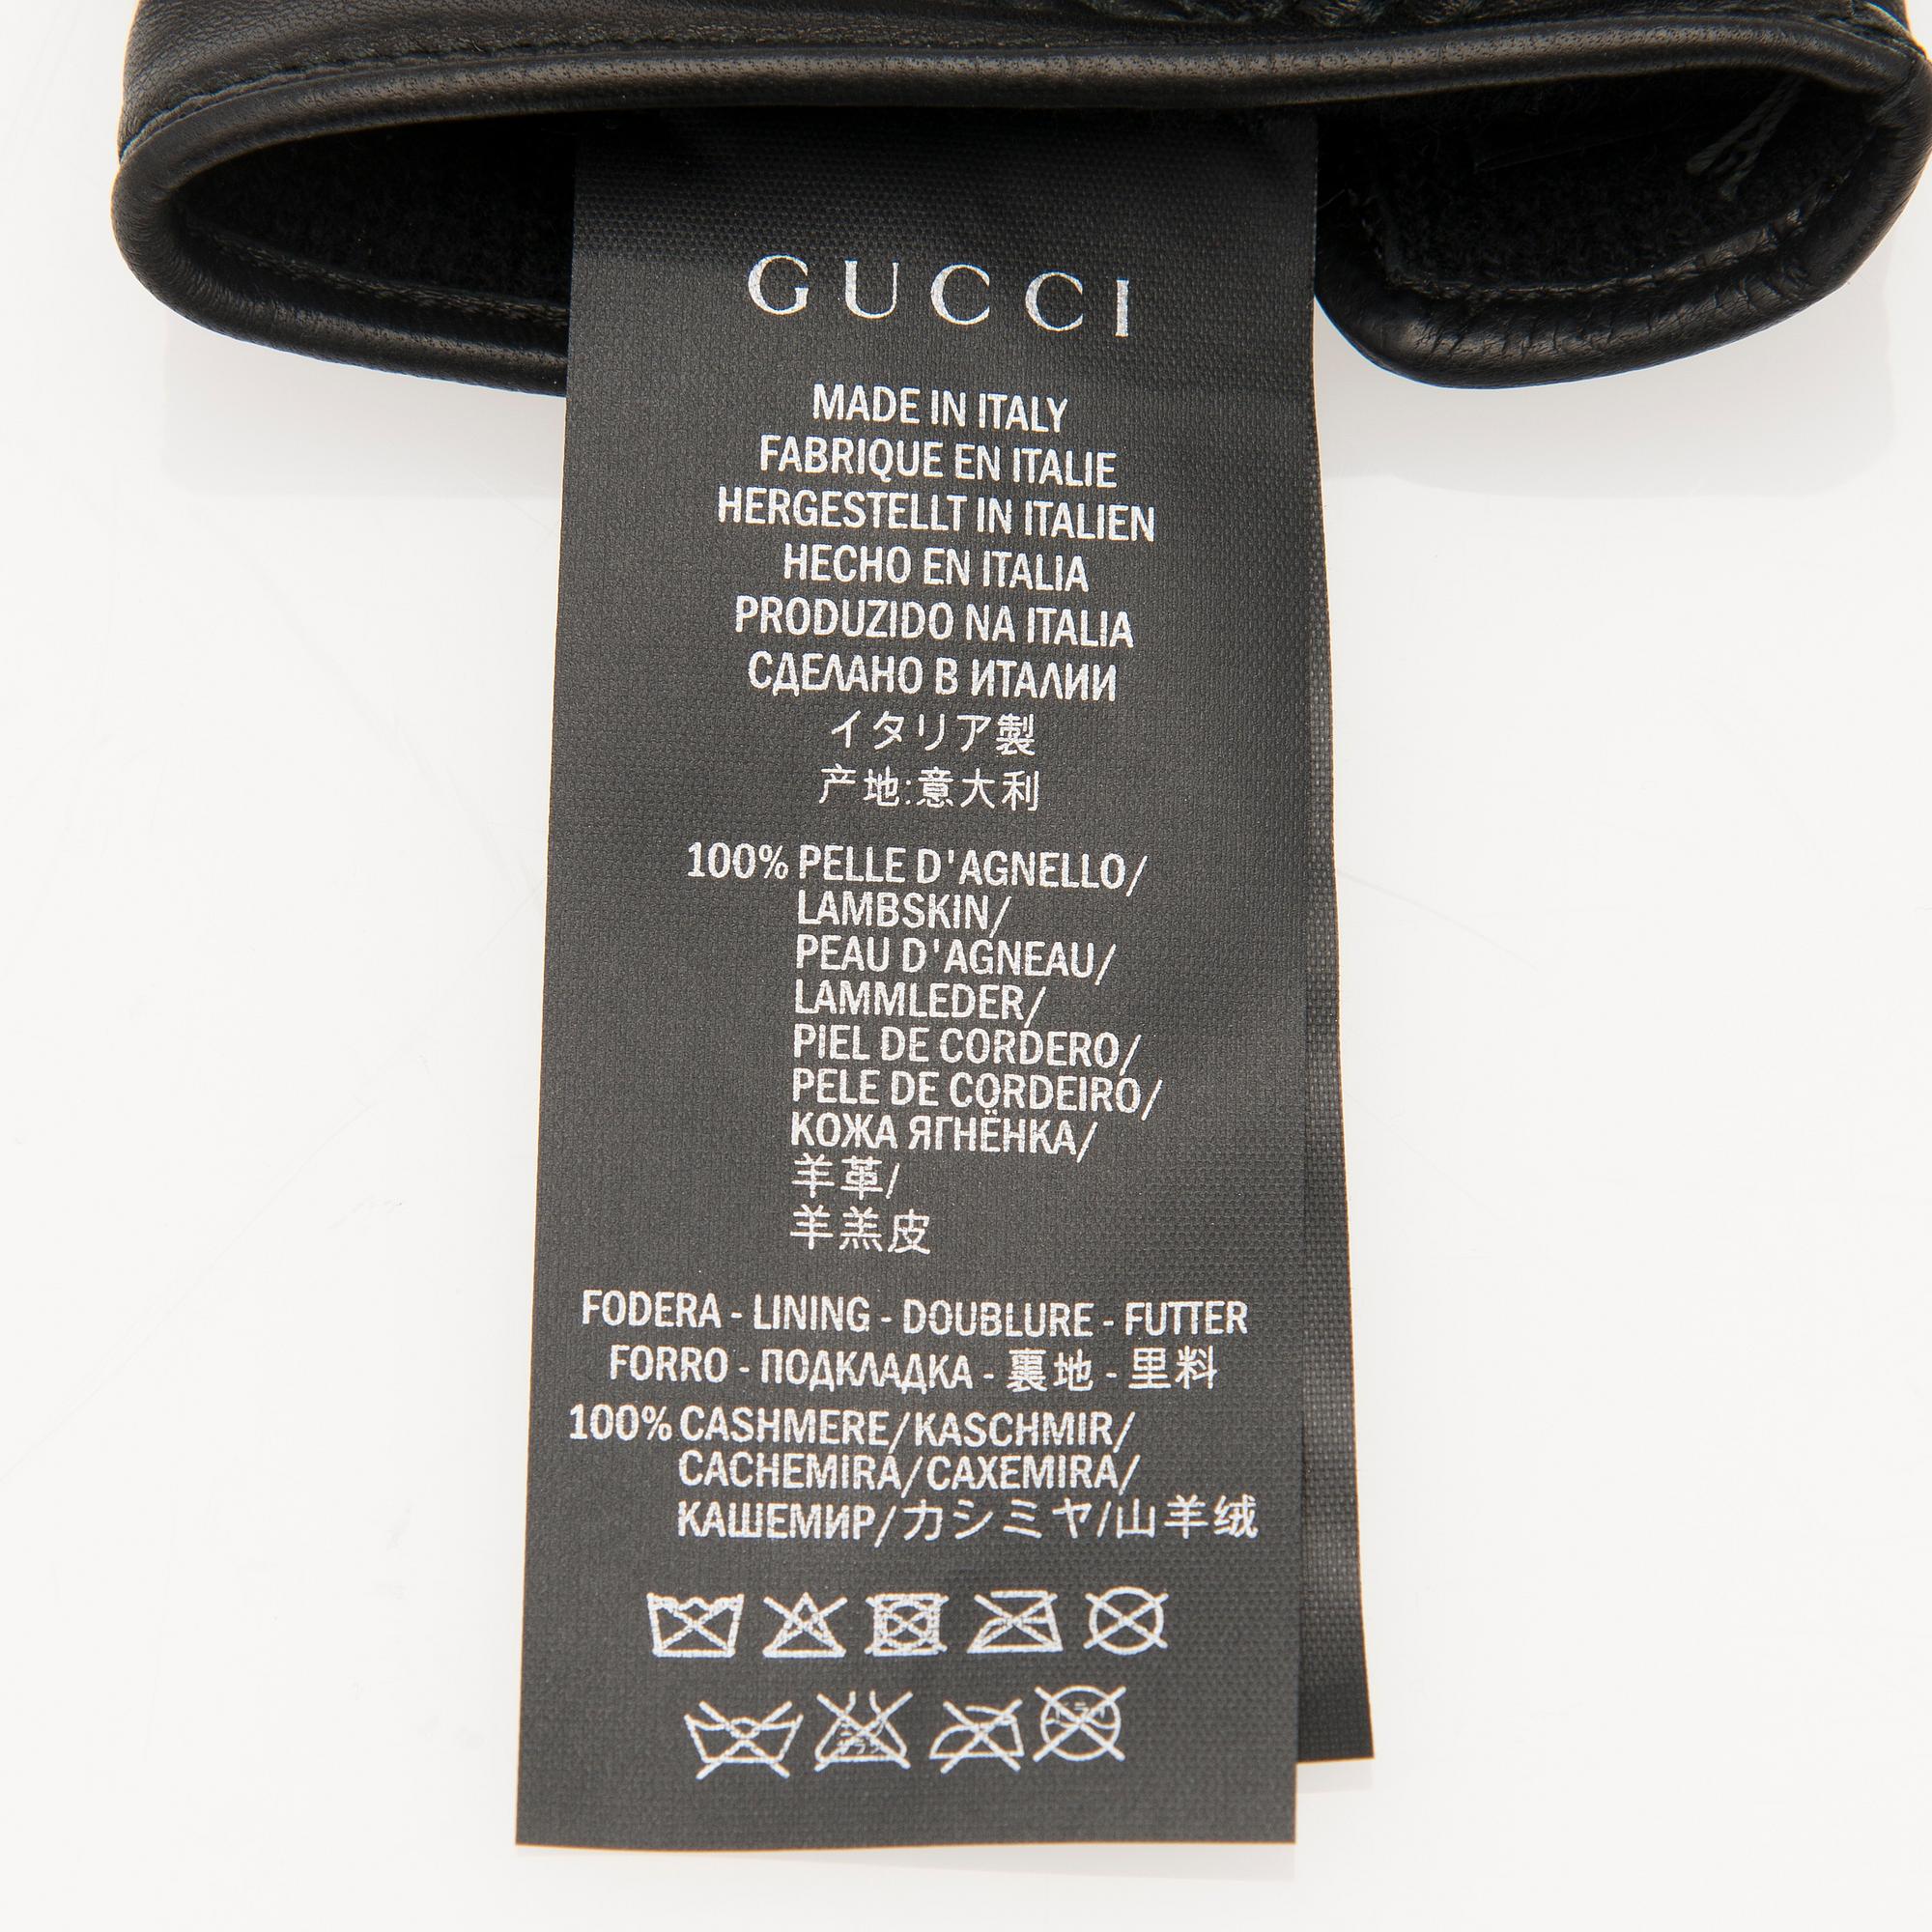 GUCCI
MADE IN ITALY
FABRIQUE EN ITALIE
HERGESTELLT IN ITALIEN
HECHO EN ITALIA
PRODUZIDO NA ITALIA
СДЕЛАНО В ИТАЛИИ
イタリア製
产地:意大利
100% PELLE D'AGNELLO/
LAMBSKIN/
PEAU D'AGNEAU/
LAMMLEDER/
PIEL DE CORDERO/
PELE DE CORDEIRO/
КОЖА ЯГНЁНКА/
羊革/
羊羔皮
FODERA - LINING - DOUBLURE - FUTTER
FORRO - ПОДКЛАДКА - 裏地 - 里料
100% CASHMERE/KASCHMIR/
CACHEMIRA/CAXEMIRA/
КАШЕМИР/カシミヤ/山羊绒